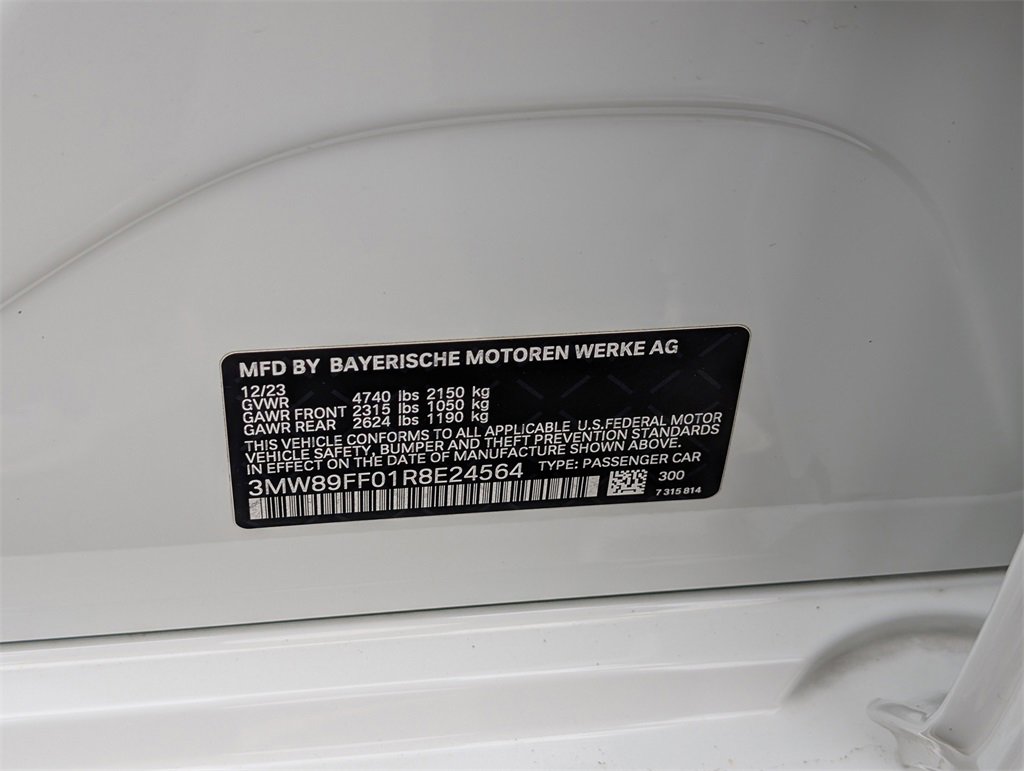 MFD BY BAYERISCHE MOTOREN WERKE AG
12/23
GVWR 4740 lbs 2150 kg
GAWR FRONT 2315 lbs 1050 kg
GAWR REAR 2624 lbs 1190 kg
THIS VEHICLE CONFORMS TO ALL APPLICABLE U.S.FEDERAL MOTOR
VEHICLE SAFETY, BUMPER AND THEFT PREVENTION STANDARDS
IN EFFECT ON THE DATE OF MANUFACTURE SHOWN ABOVE.
3MW89FF01R8E24564 TYPE: PASSENGER CAR
300
7 315 814